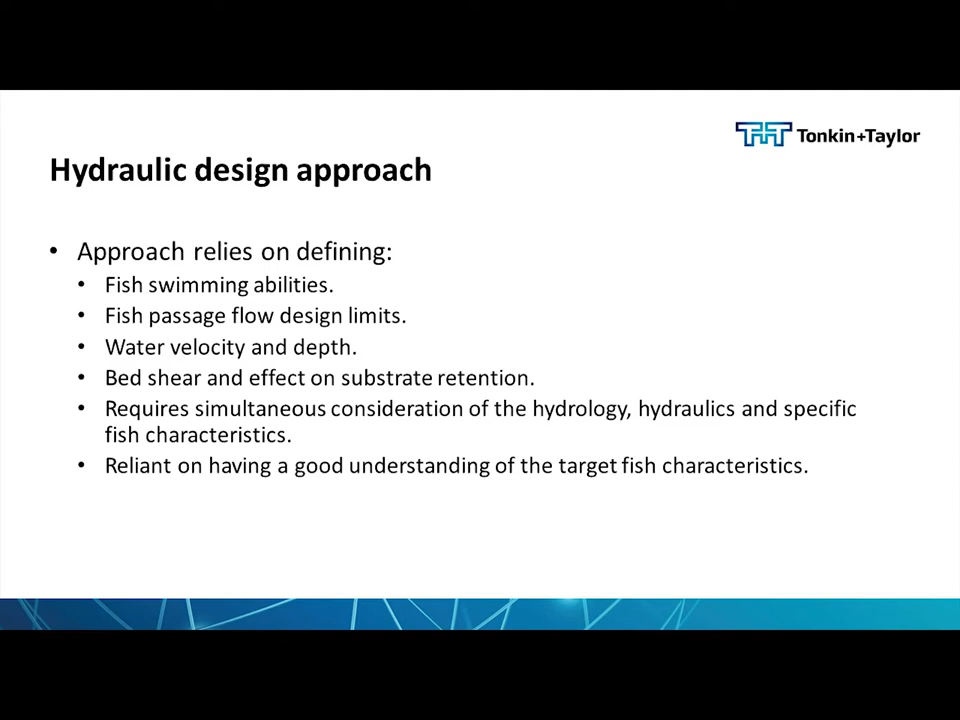 Tonkin+Taylor
Hydraulic design approach
• Approach relies on defining:
• Fish swimming abilities.
• Fish passage flow design limits.
• Water velocity and depth.
• Bed shear and effect on substrate retention.
• Requires simultaneous consideration of the hydrology, hydraulics and specific
fish characteristics.
• Reliant on having a good understanding of the target fish characteristics.